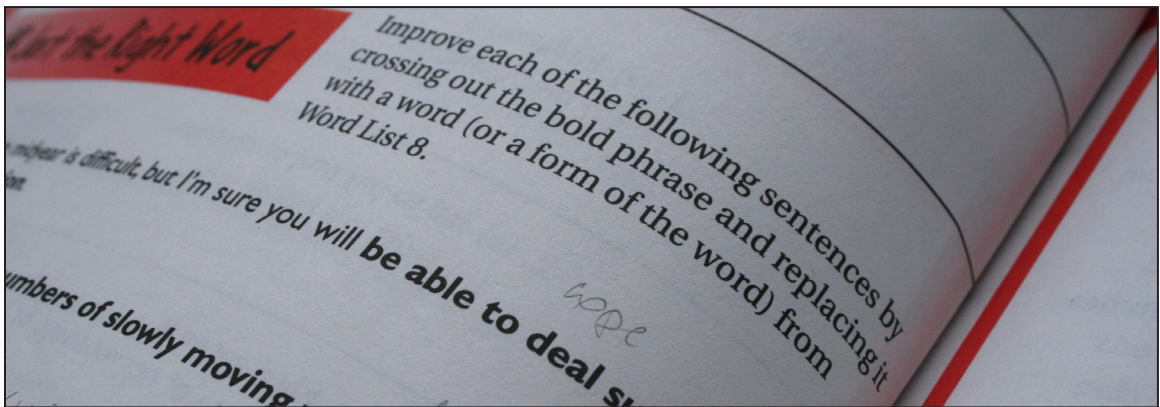 the Right Word
Improve each of the following sentences by
crossing out the bold phrase and replacing it
with a word (or a form of the word) from
Word List 8.
is difficult, but I'm sure you will be able to deal
cope
umbers of slowly moving